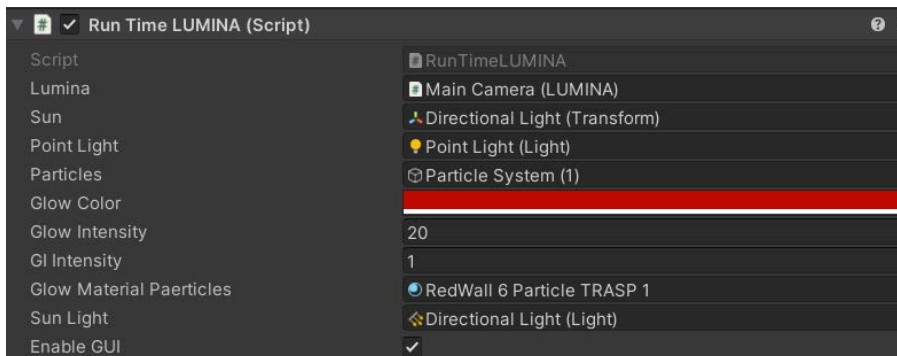 Run Time LUMINA (Script)
Script RunTimeLUMINA
Lumina Main Camera (LUMINA)
Sun Directional Light (Transform)
Point Light Point Light (Light)
Particles Particle System (1)
Glow Color
Glow Intensity 20
GI Intensity 1
Glow Material Paerticles RedWall 6 Particle TRASP 1
Sun Light Directional Light (Light)
Enable GUI